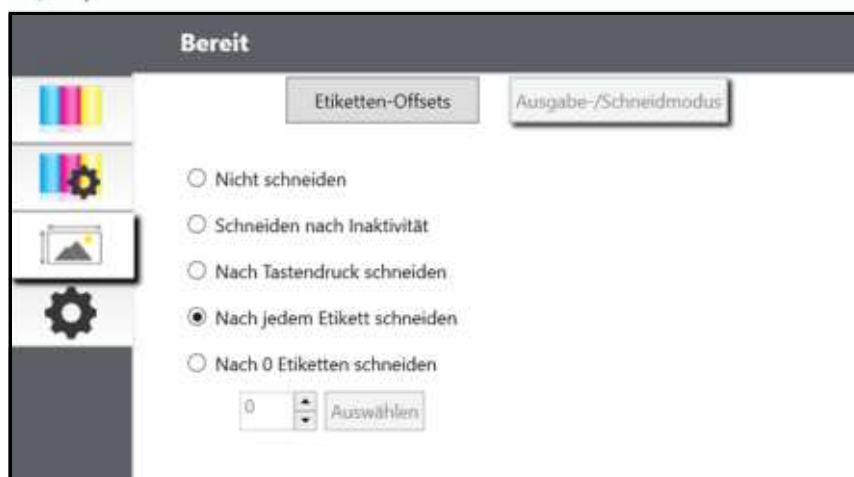 Bereit
Etiketten-Offsets Ausgabe-/Schneidmodus
Nicht schneiden
Schneiden nach Inaktivität
Nach Tastendruck schneiden
Nach jedem Etikett schneiden
Nach 0 Etiketten schneiden
0 Auswählen